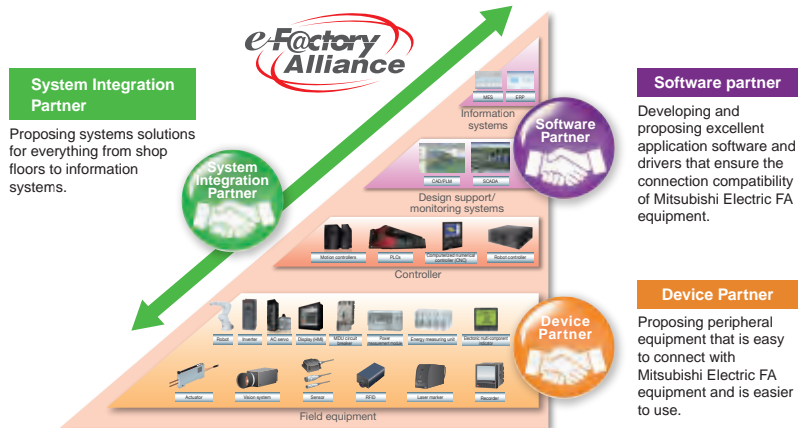 e-F@ctory
Alliance
System Integration
Partner
Proposing systems solutions
for everything from shop
floors to information
systems.
System
Integration
Partner
MES
ERP
Information
systems
Software
Partner
CAD/PLM
SCADA
Design support/
monitoring systems
Motion controllers
PLCs
Computerized numerical
controller (CNC)
Robot controller
Controller
Robot
Inverter
AC servo
Display (HMI)
MDU circuit
breaker
Power
measurement module
Energy measuring unit
Electronic multi-component
indicator
Actuator
Vision system
Sensor
RFID
Laser marker
Recorder
Field equipment
Device
Partner
Software partner
Developing and
proposing excellent
application software and
drivers that ensure the
connection compatibility
of Mitsubishi Electric FA
equipment.
Device Partner
Proposing peripheral
equipment that is easy
to connect with
Mitsubishi Electric FA
equipment and is easier
to use.